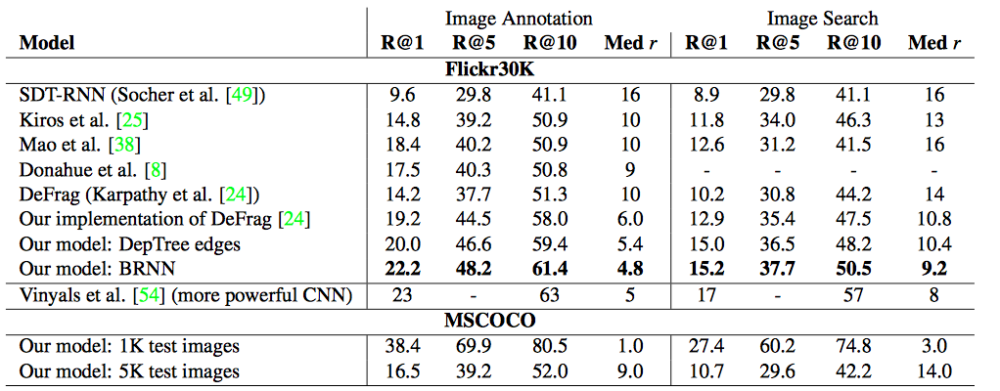 Image Annotation Image Search
Model R@1 R@5 R@10 Med r R@1 R@5 R@10 Med r
Flickr30K
SDT-RNN (Socher et al. [49]) 9.6 29.8 41.1 16 8.9 29.8 41.1 16
Kiros et al. [25] 14.8 39.2 50.9 10 11.8 34.0 46.3 13
Mao et al. [38] 18.4 40.2 50.9 10 12.6 31.2 41.5 16
Donahue et al. [8] 17.5 40.3 50.8 9 - - - -
DeFrag (Karpathy et al. [24]) 14.2 37.7 51.3 10 10.2 30.8 44.2 14
Our implementation of DeFrag [24] 19.2 44.5 58.0 6.0 12.9 35.4 47.5 10.8
Our model: DepTree edges 20.0 46.6 59.4 5.4 15.0 36.5 48.2 10.4
Our model: BRNN 22.2 48.2 61.4 4.8 15.2 37.7 50.5 9.2
Vinyals et al. [54] (more powerful CNN) 23 - 63 5 17 - 57 8
MSCOCO
Our model: 1K test images 38.4 69.9 80.5 1.0 27.4 60.2 74.8 3.0
Our model: 5K test images 16.5 39.2 52.0 9.0 10.7 29.6 42.2 14.0